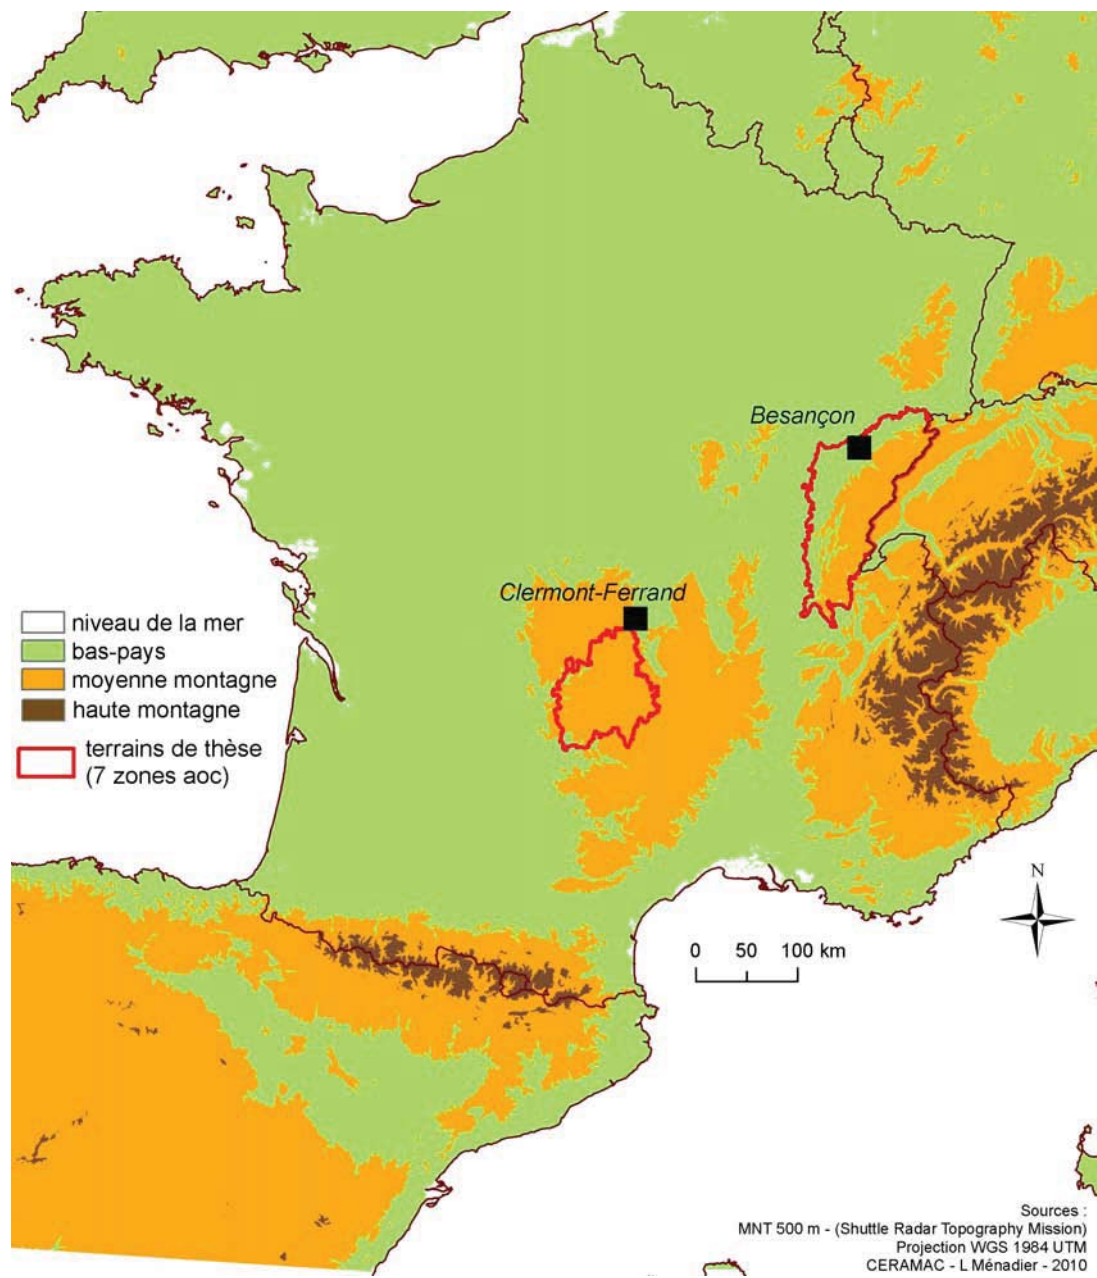 Besançon
Clermont-Ferrand
niveau de la mer
bas-pays
moyenne montagne
haute montagne
terrains de thèse
(7 zones aoc)
N
0 50 100 km
Sources :
MNT 500 m - (Shuttle Radar Topography Mission)
Projection WGS 1984 UTM
CERAMAC - L Ménadier - 2010